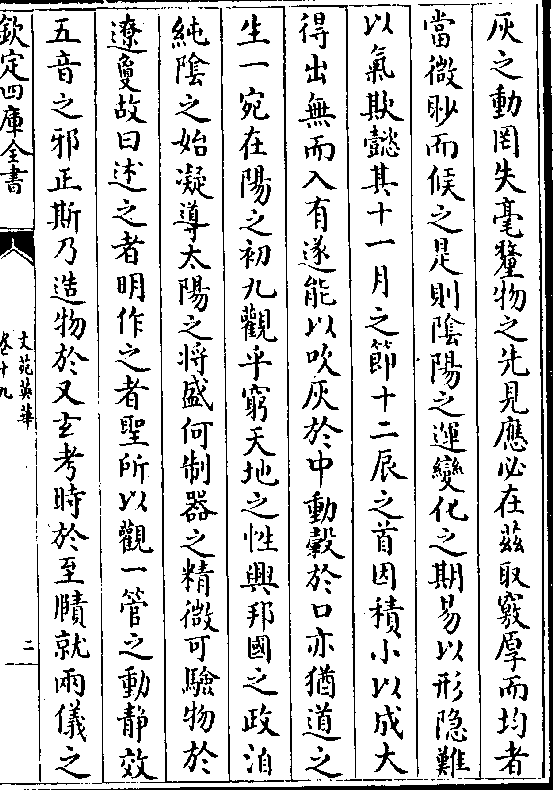 灰之動罔失毫釐物之先見應必在茲取竅厚而均者
當微眇而候之是則陰陽之運變化之期易以形隐難
以氣欺懿其十一月之節十二辰之首因積小以成大
得出無而入有遂能以吹灰於中動縠於口亦猶道之
生一宛在陽之初九觀乎窮天地之性興邦國之政洎
純陰之始凝導太陽之将盛何制器之精微可驗物於
遼敻故曰述之者明作之者聖所以觀一管之動静效
五音之邪正斯乃造物於又玄考時於至賾就兩儀之
欽定四庫全書
文苑英華
卷十九
二